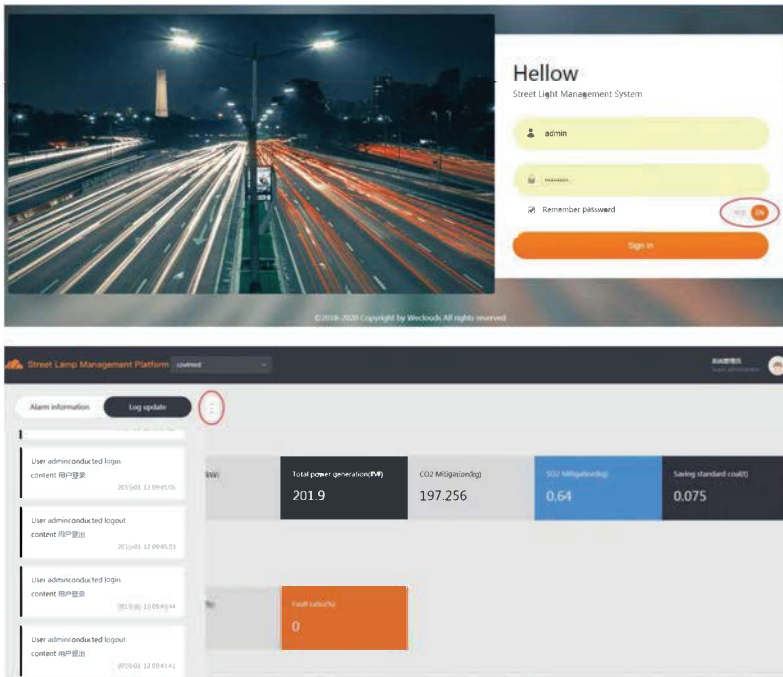 Hellow
Street Light Management System
admin
Remember password
EN
Sign in
©2018-2020 Copyright by Weclouds All rights reserved
Street Lamp Management Platform
Alarm information
Log update
User adminconducted login
content 用户登录
User adminconducted logout
content 用户登出
User adminconducted login
content 用户登录
User adminconducted logout
content 用户登出
Total power generation
201.9
CO2 Mitigation(kg)
197.256
SO2 Mitigation(kg)
0.64
Saving standard coal(t)
0.075
Fault ratio(%)
0